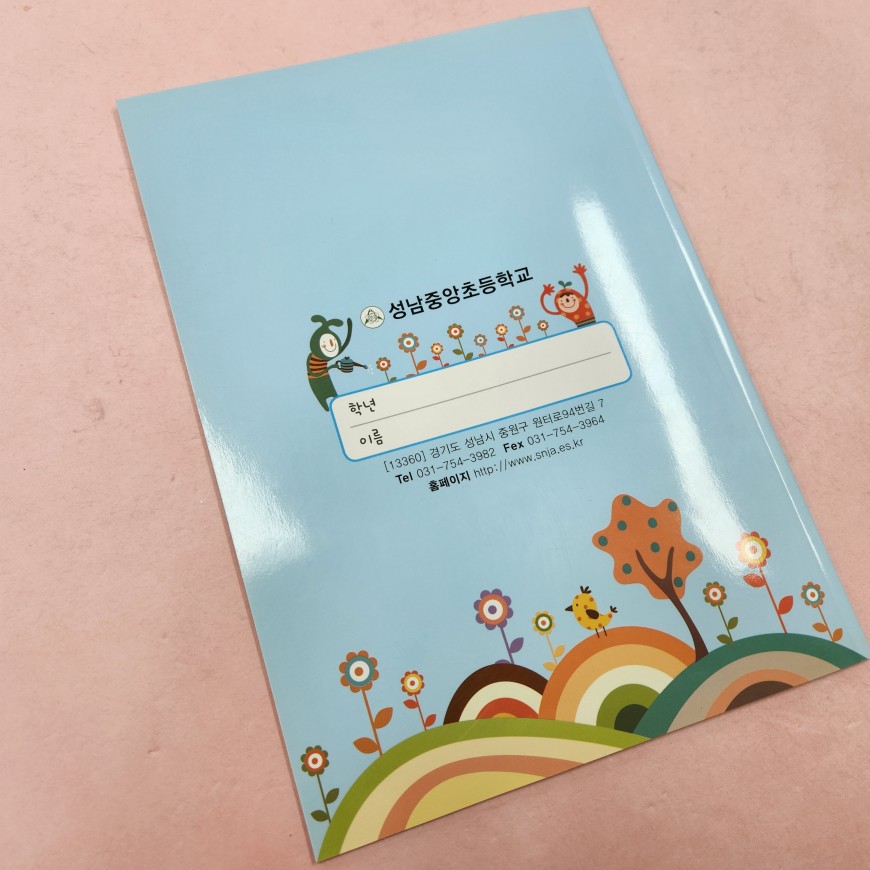 성남중앙초등학교
학년
이름
[13360] 경기도 성남시 중원구 원터로94번길 7
Tel 031-754-3982 Fex 031-754-3964
홈페이지 http://www.snja.es.kr